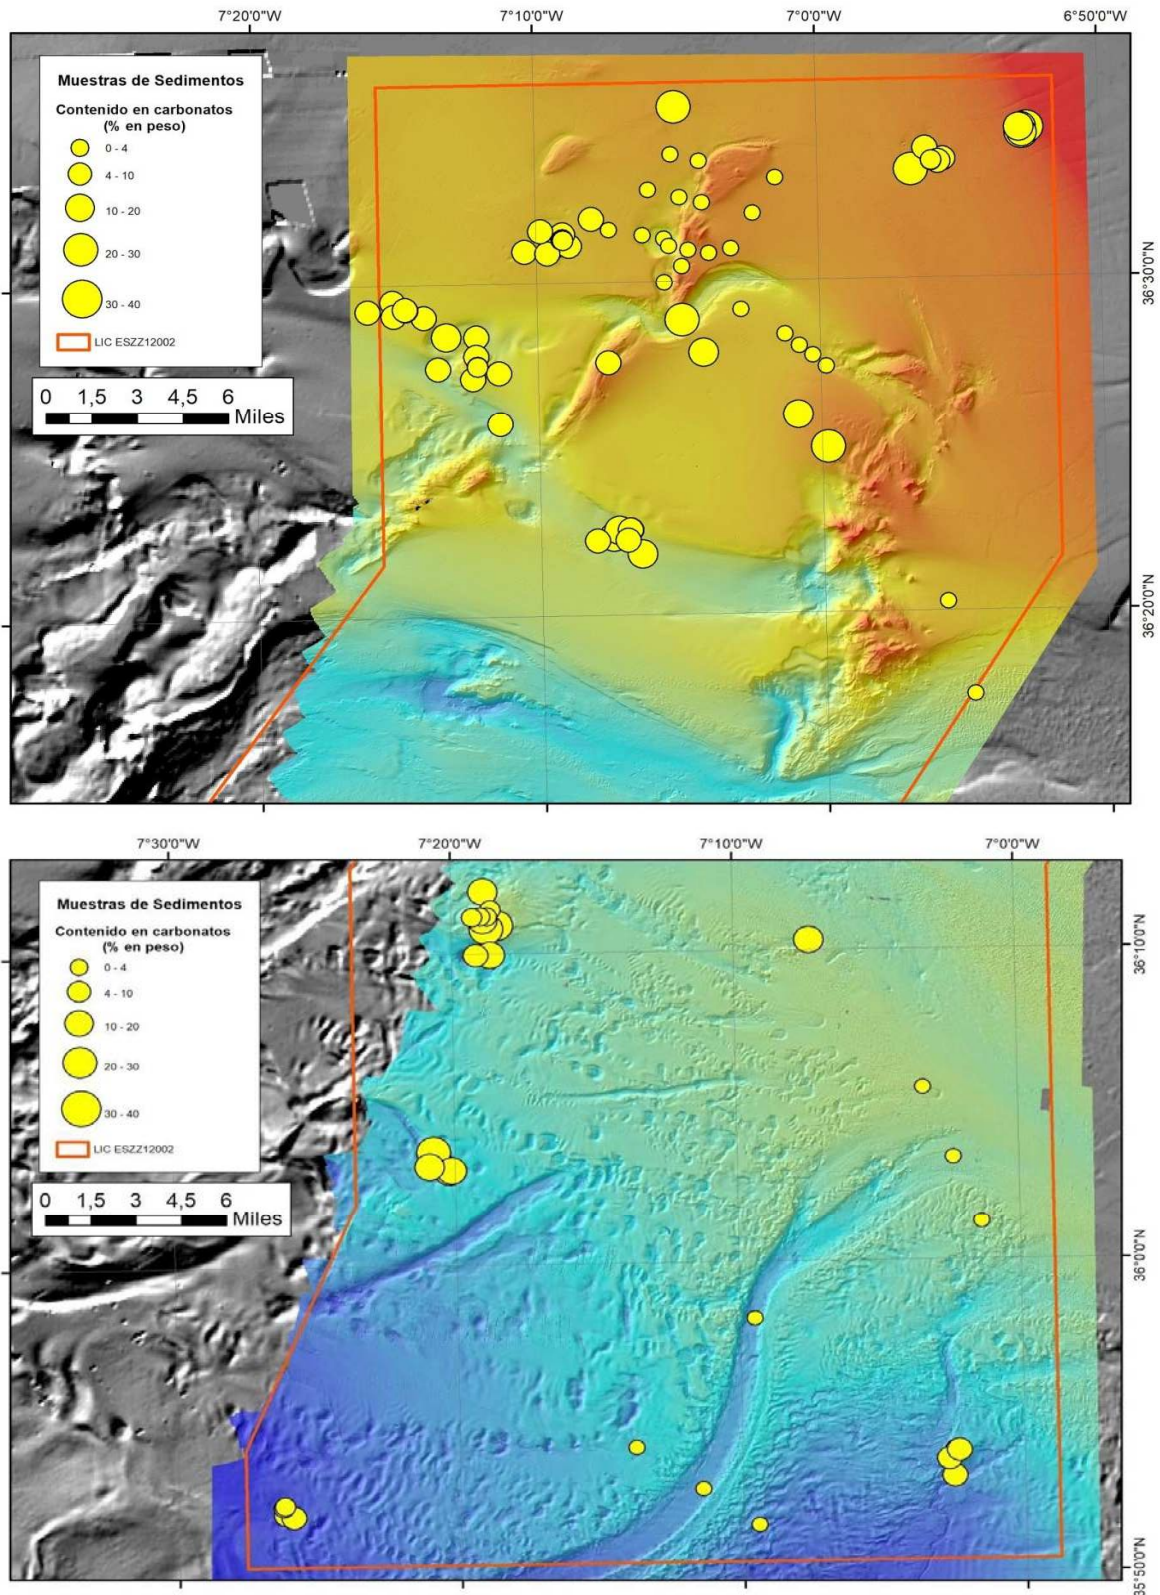 7°20'0"W 7°10'0"W 7°0'0"W 6°50'0"W
Muestras de Sedimentos
Contenido en carbonatos
(% en peso)
0 - 4
4 - 10
10 - 20
20 - 30
30 - 40
LIC ESZZ12002
0 1,5 3 4,5 6
Miles
36°30'0"N
36°20'0"N
7°30'0"W 7°20'0"W 7°10'0"W 7°0'0"W
Muestras de Sedimentos
Contenido en carbonatos
(% en peso)
0 - 4
4 - 10
10 - 20
20 - 30
30 - 40
LIC ESZZ12002
0 1,5 3 4,5 6
Miles
36°10'0"N
36°0'0"N
35°50'0"N